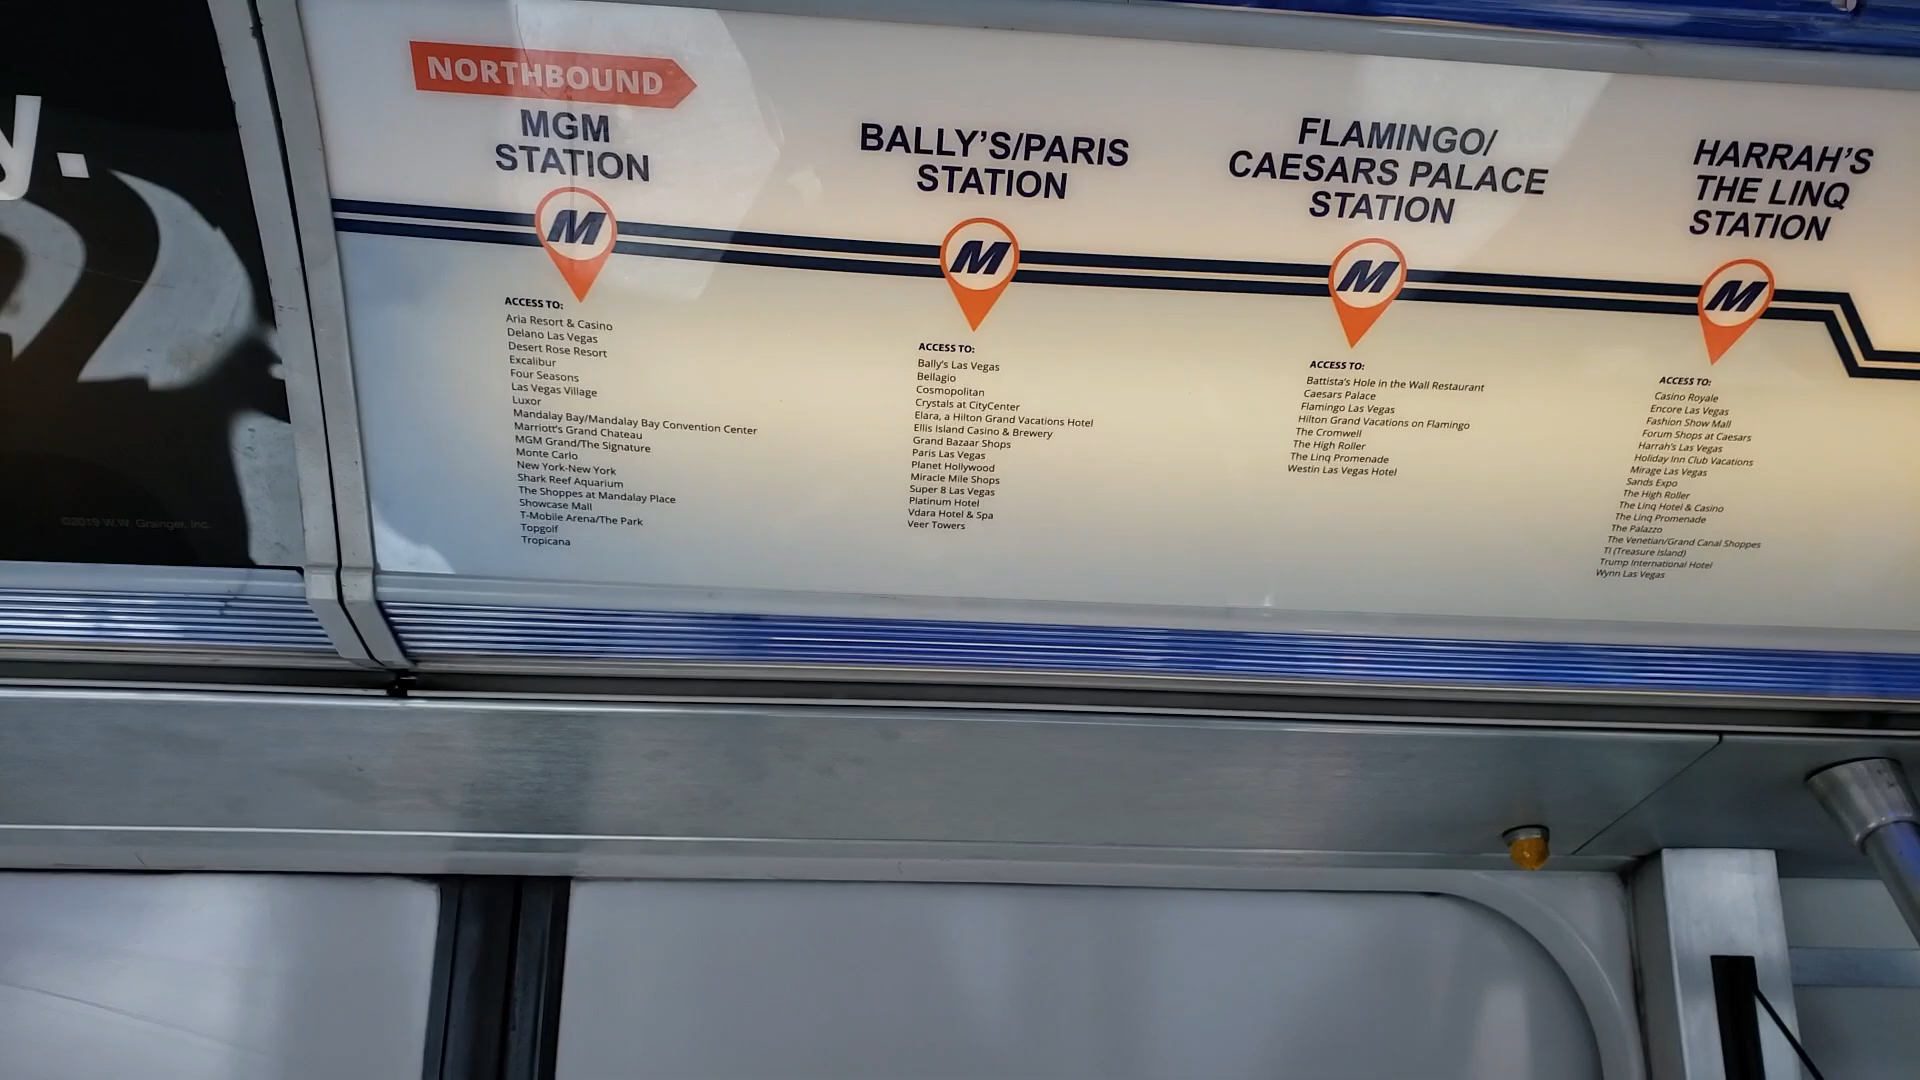 y.
©2019 W.W. Grainger, Inc.
NORTHBOUND
MGM
STATION
M
ACCESS TO:
Aria Resort & Casino
Delano Las Vegas
Desert Rose Resort
Excalibur
Four Seasons
Las Vegas Village
Luxor
Mandalay Bay/Mandalay Bay Convention Center
Marriott's Grand Chateau
MGM Grand/The Signature
Monte Carlo
New York-New York
Shark Reef Aquarium
The Shoppes at Mandalay Place
Showcase Mall
T-Mobile Arena/The Park
Topgolf
Tropicana
BALLY'S/PARIS
STATION
M
ACCESS TO:
Bally's Las Vegas
Bellagio
Cosmopolitan
Crystals at CityCenter
Elara, a Hilton Grand Vacations Hotel
Ellis Island Casino & Brewery
Grand Bazaar Shops
Paris Las Vegas
Planet Hollywood
Miracle Mile Shops
Super 8 Las Vegas
Platinum Hotel
Vdara Hotel & Spa
Veer Towers
FLAMINGO/
CAESARS PALACE
STATION
M
ACCESS TO:
Battista's Hole in the Wall Restaurant
Caesars Palace
Flamingo Las Vegas
Hilton Grand Vacations on Flamingo
The Cromwell
The High Roller
The Linq Promenade
Westin Las Vegas Hotel
HARRAH'S
THE LINQ
STATION
M
ACCESS TO:
Casino Royale
Encore Las Vegas
Fashion Show Mall
Forum Shops at Caesars
Harrah's Las Vegas
Holiday Inn Club Vacations
Mirage Las Vegas
Sands Expo
The High Roller
The Linq Hotel & Casino
The Linq Promenade
The Palazzo
The Venetian/Grand Canal Shoppes
TI (Treasure Island)
Trump International Hotel
Wynn Las Vegas